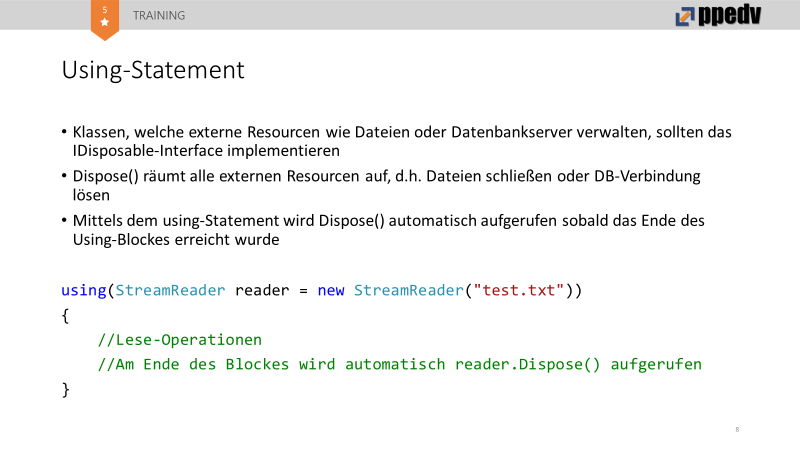 5
TRAINING
ppedv
Using-Statement
• Klassen, welche externe Resourcen wie Dateien oder Datenbankserver verwalten, sollten das
IDisposable-Interface implementieren
• Dispose() räumt alle externen Resourcen auf, d.h. Dateien schließen oder DB-Verbindung
lösen
• Mittels dem using-Statement wird Dispose() automatisch aufgerufen sobald das Ende des
Using-Blockes erreicht wurde
using(StreamReader reader = new StreamReader("test.txt"))
{
    //Lese-Operationen
    //Am Ende des Blockes wird automatisch reader.Dispose() aufgerufen
}
8